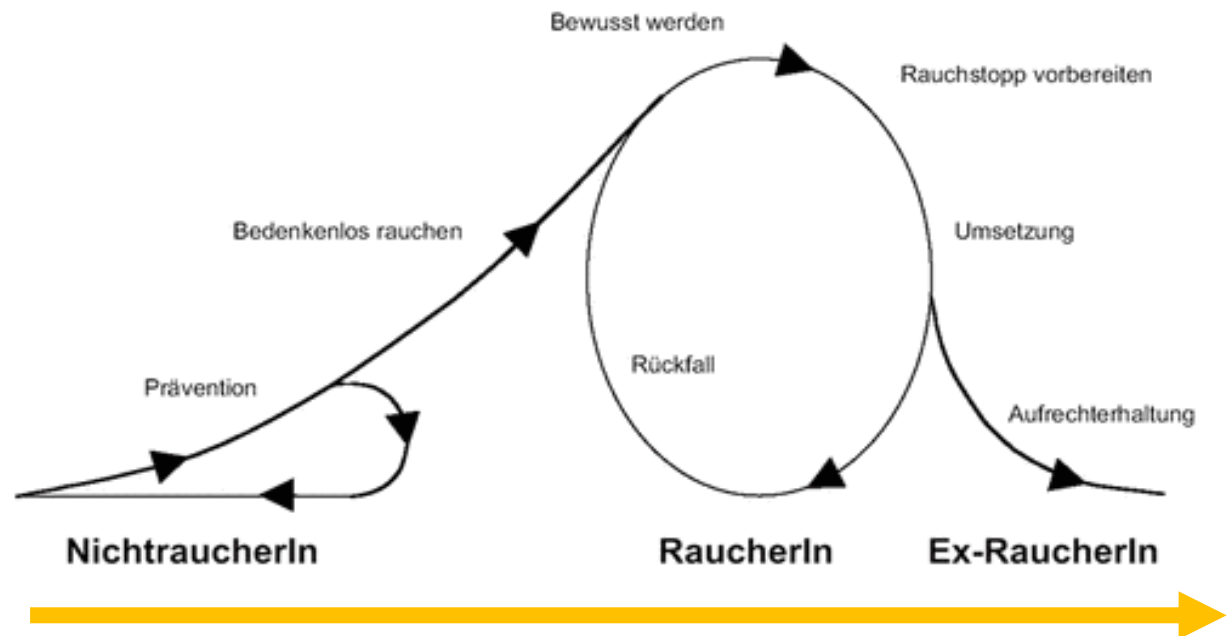 Bewusst werden
Rauchstopp vorbereiten
Bedenkenlos rauchen
Umsetzung
Rückfall
Prävention
Aufrechterhaltung
NichtraucherIn
RaucherIn
Ex-RaucherIn